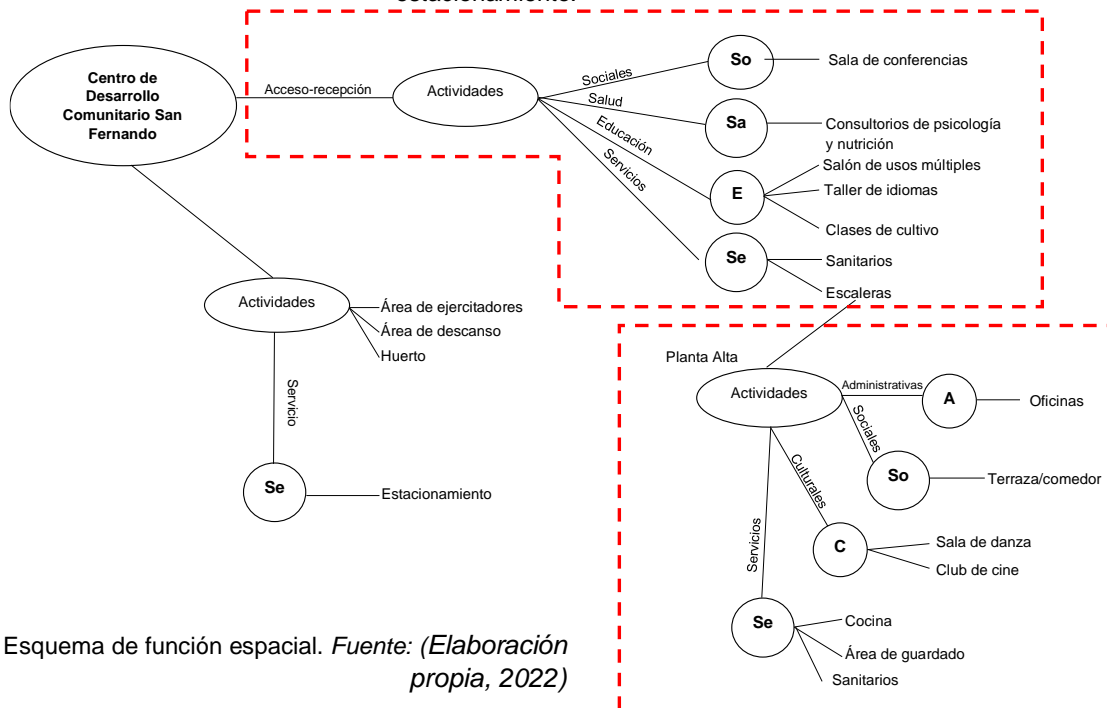 estacionamiento.
Centro de
Desarrollo
Comunitario San
Fernando
Acceso-recepción
Actividades
Sociales
Salud
Educación
Servicios
So
Sala de conferencias
Sa
Consultorios de psicología
y nutrición
E
Salón de usos múltiples
Taller de idiomas
Clases de cultivo
Se
Sanitarios
Escaleras
Actividades
Área de ejercitadores
Área de descanso
Huerto
Servicio
Se
Estacionamiento
Planta Alta
Actividades
Administrativas
A
Oficinas
Sociales
So
Terraza/comedor
Culturales
C
Sala de danza
Club de cine
Servicios
Se
Cocina
Área de guardado
Sanitarios
Esquema de función espacial. Fuente: (Elaboración
propia, 2022)